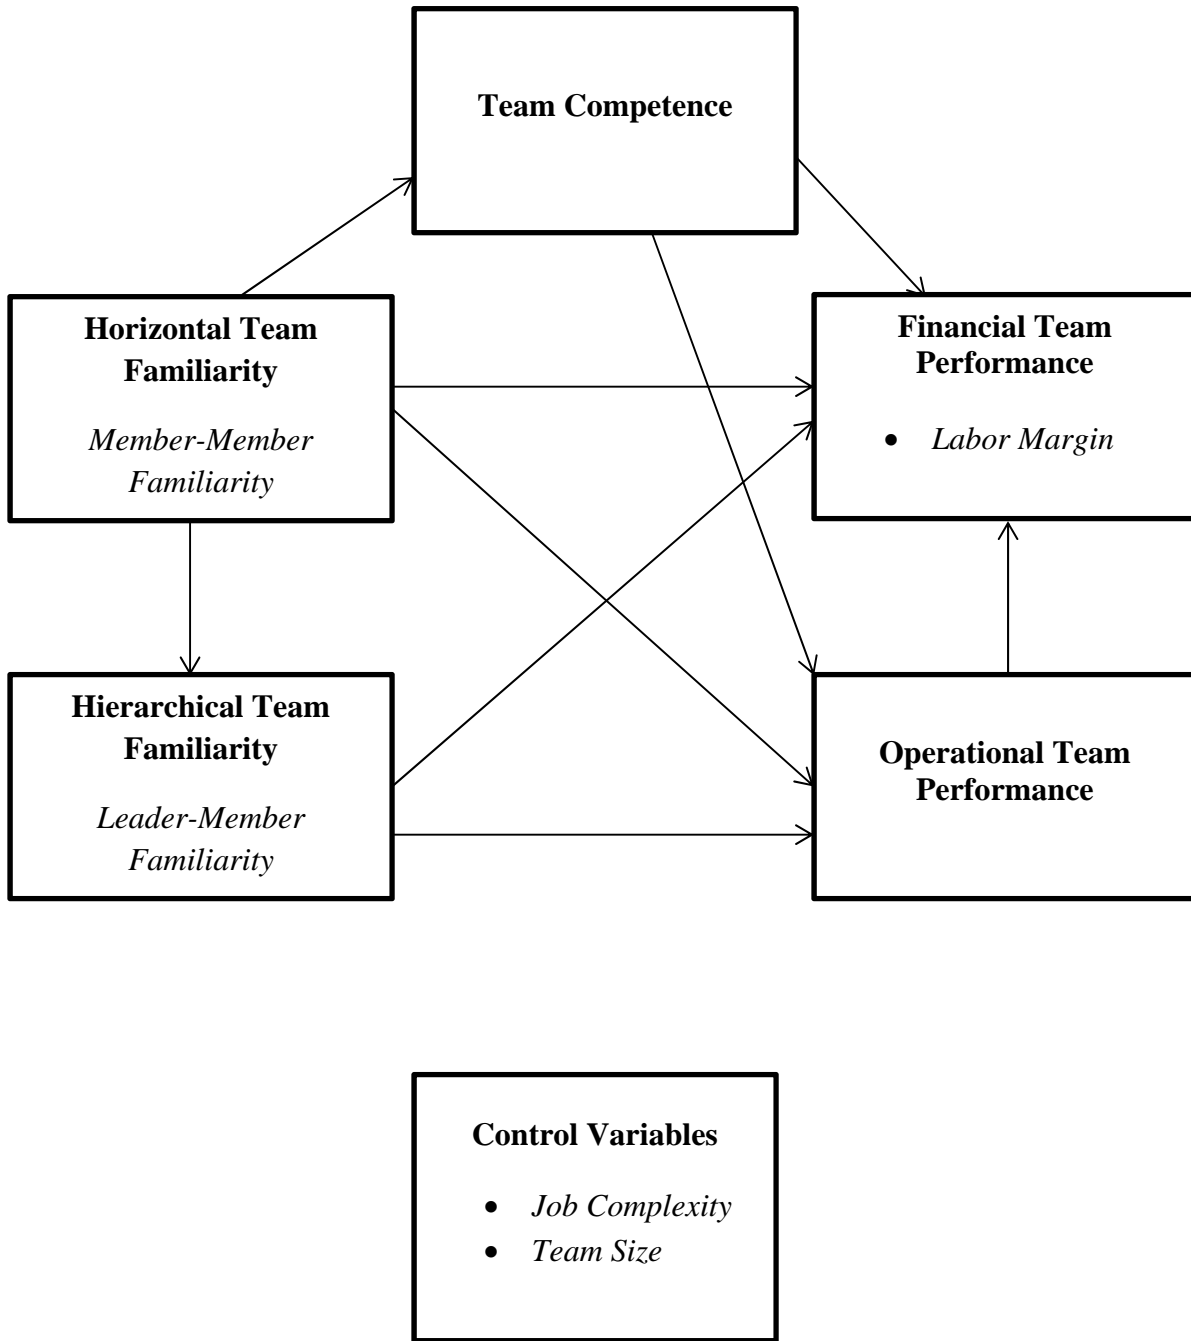 Team Competence
Horizontal Team
Familiarity
Member-Member
Familiarity
Financial Team
Performance
• Labor Margin
Hierarchical Team
Familiarity
Leader-Member
Familiarity
Operational Team
Performance
Control Variables
• Job Complexity
• Team Size